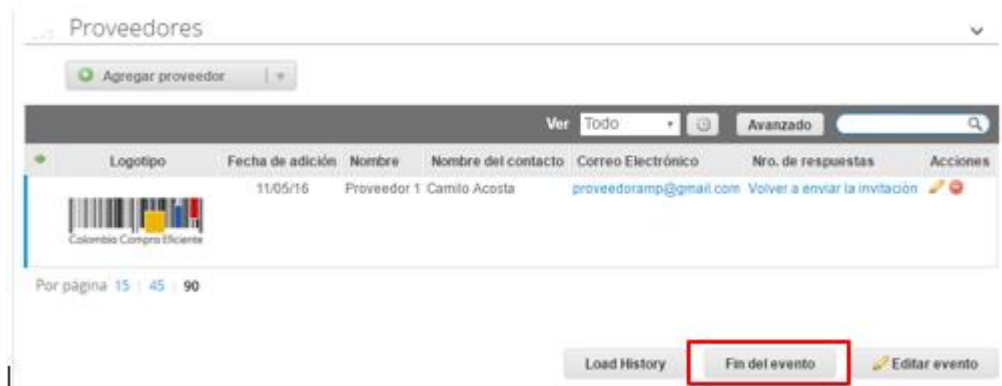 Proveedores
Agregar proveedor
Ver Todo Avanzado
Logotipo Fecha de adición Nombre Nombre del contacto Correo Electrónico Nro. de respuestas Acciones
11/05/16 Proveedor 1 Camilo Acosta proveedoramp@gmail.com Volver a enviar la invitación
Colombia Compra Eficiente
Por página 15 | 45 | 90
Load History Fin del evento Editar evento